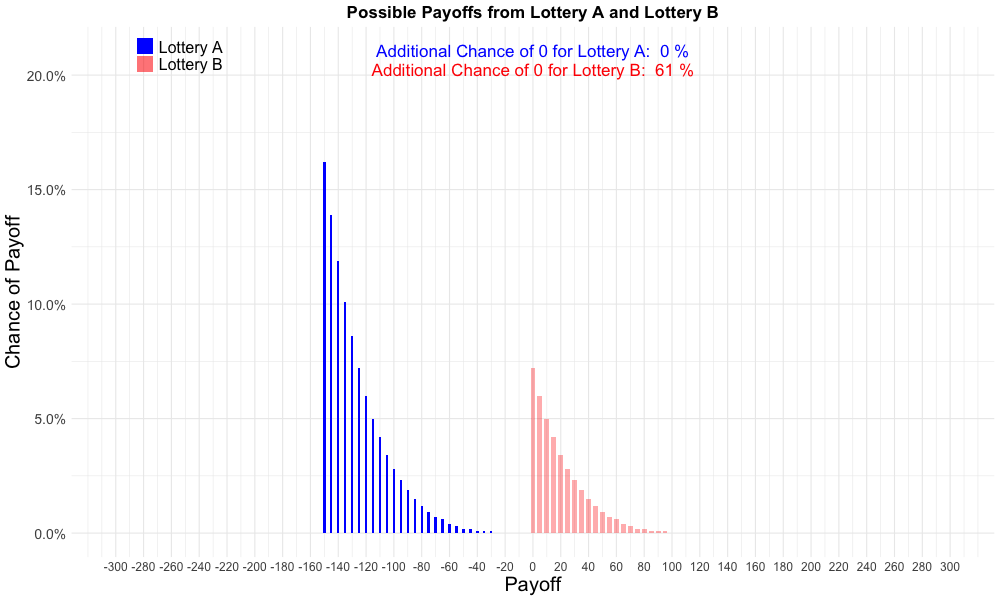 Possible Payoffs from Lottery A and Lottery B
Lottery A
Lottery B
Additional Chance of 0 for Lottery A: 0 %
Additional Chance of 0 for Lottery B: 61 %
Chance of Payoff
20.0%
15.0%
10.0%
5.0%
0.0%
-300 -280 -260 -240 -220 -200 -180 -160 -140 -120 -100 -80 -60 -40 -20 0 20 40 60 80 100 120 140 160 180 200 220 240 260 280 300
Payoff